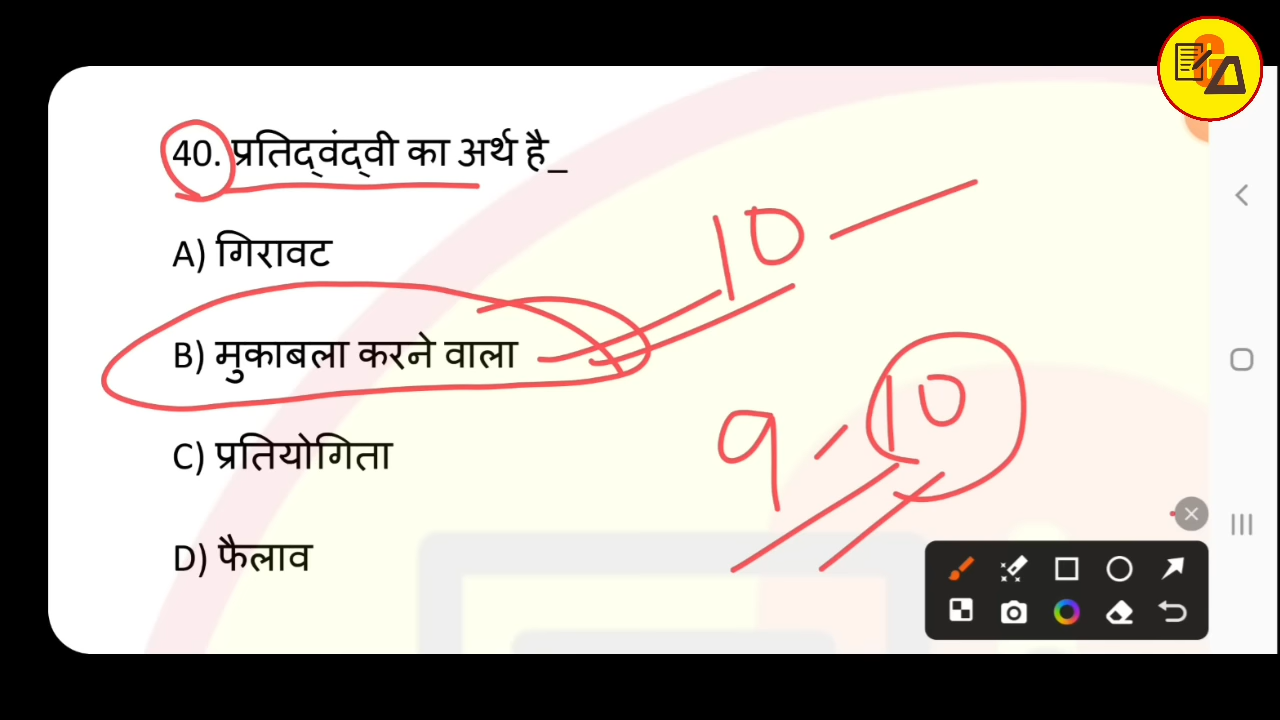 40. प्रतिद्वंद्वी का अर्थ है_
A) गिरावट
B) मुकाबला करने वाला
10
C) प्रतियोगिता
9
10
D) फैलाव